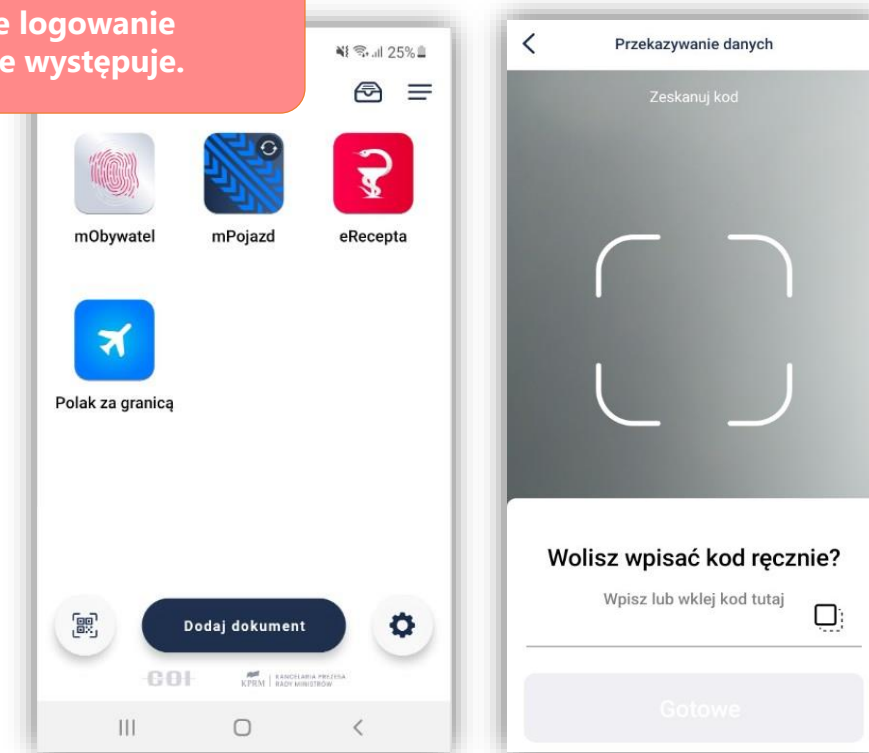 e logowanie
e występuje.
25%
mObywatel
mPojazd
eRecepta
Polak za granicą
Dodaj dokument
COI
KPRM
KANCELARIA PREZESA
RADY MINISTRÓW
Przekazywanie danych
Zeskanuj kod
Wolisz wpisać kod ręcznie?
Wpisz lub wklej kod tutaj
Gotowe